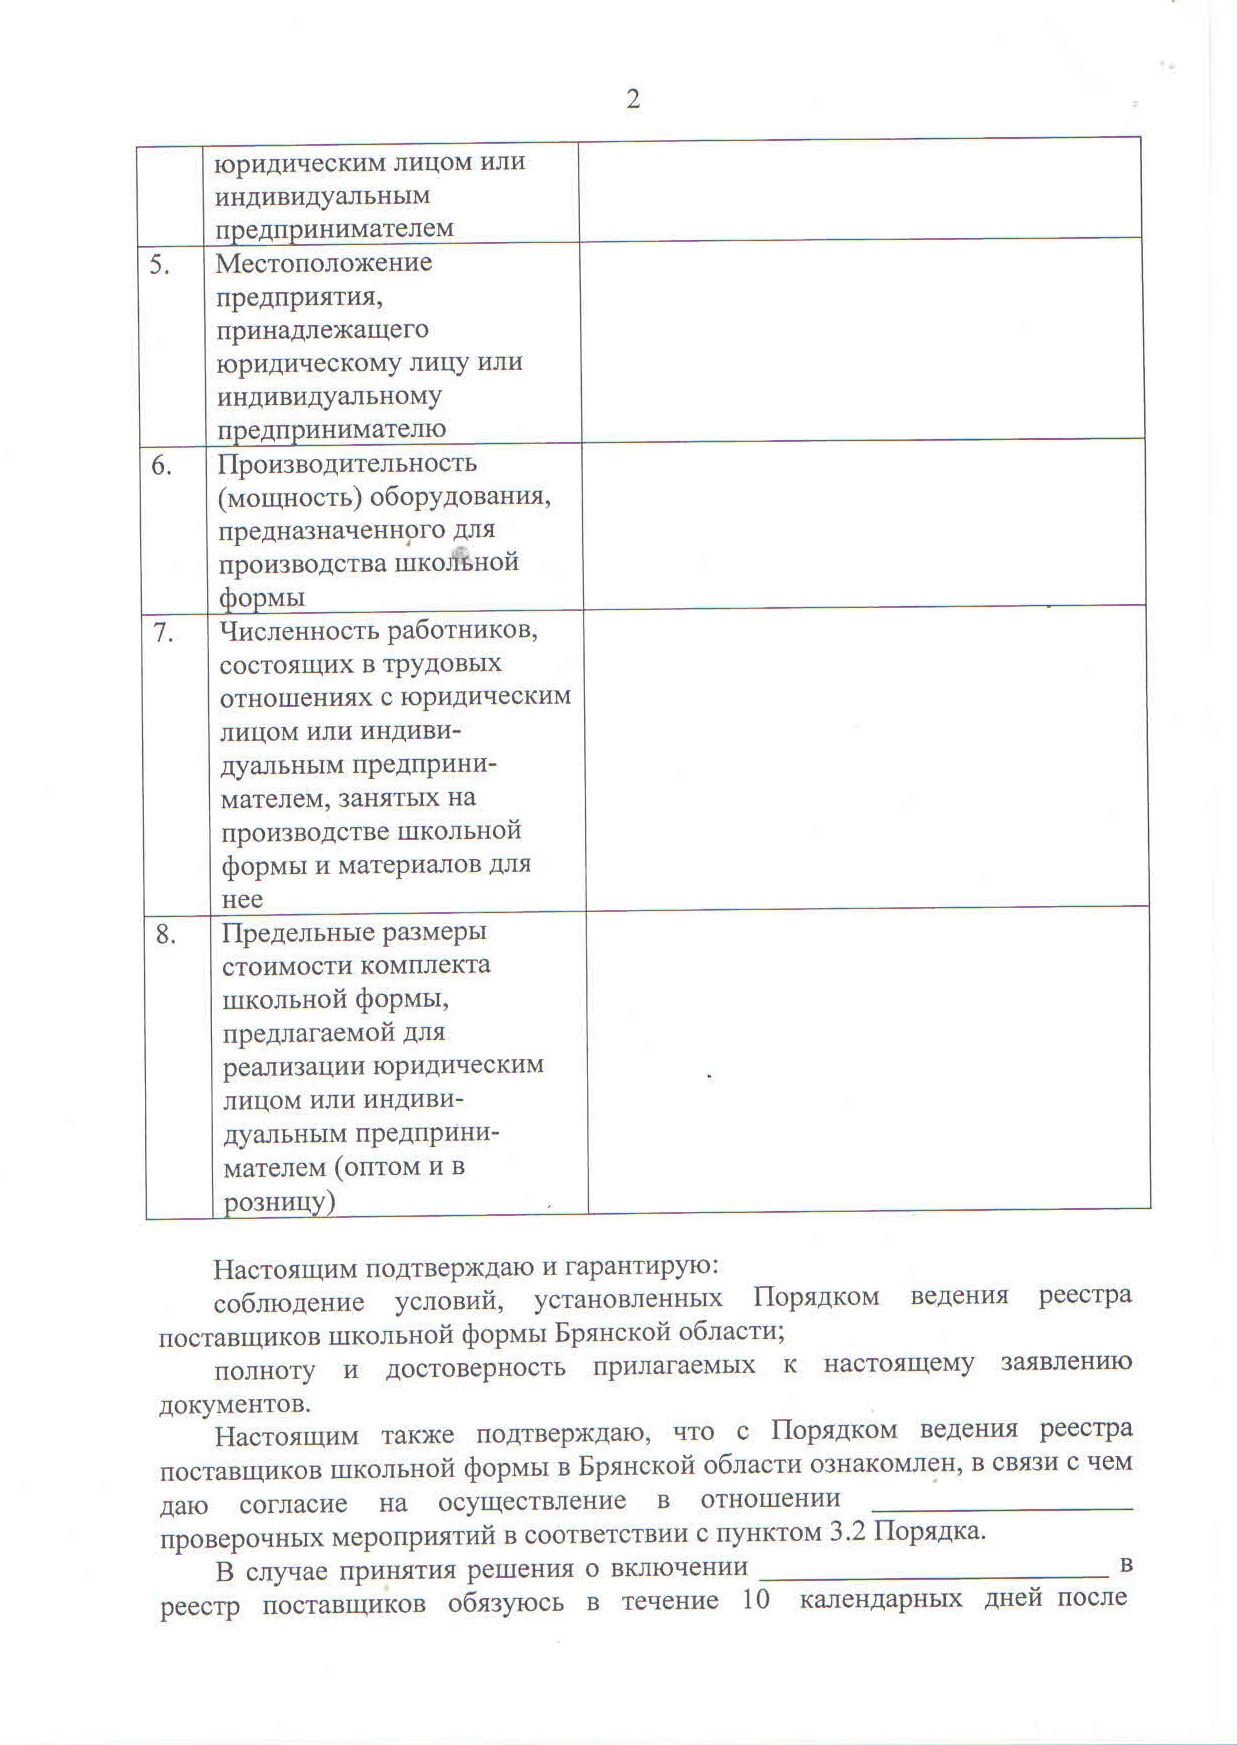 2
юридическим лицом или
индивидуальным
предпринимателем
5. Местоположение
предприятия,
принадлежащего
юридическому лицу или
индивидуальному
предпринимателю
6. Производительность
(мощность) оборудования,
предназначенного для
производства школьной
формы
7. Численность работников,
состоящих в трудовых
отношениях с юридическим
лицом или индиви-
дуальным предприни-
мателем, занятых на
производстве школьной
формы и материалов для
нее
8. Предельные размеры
стоимости комплекта
школьной формы,
предлагаемой для
реализации юридическим
лицом или индиви-
дуальным предприни-
мателем (оптом и в
розницу)
Настоящим подтверждаю и гарантирую:
соблюдение условий, установленных Порядком ведения реестра
поставщиков школьной формы Брянской области;
полноту и достоверность прилагаемых к настоящему заявлению
документов.
Настоящим также подтверждаю, что с Порядком ведения реестра
поставщиков школьной формы в Брянской области ознакомлен, в связи с чем
даю согласие на осуществление в отношении ___________________
проверочных мероприятий в соответствии с пунктом 3.2 Порядка.
В случае принятия решения о включении _________________________ в
реестр поставщиков обязуюсь в течение 10 календарных дней после